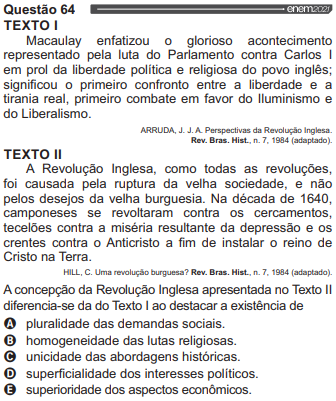 Questão 64
enem2021
TEXTO I
Macaulay enfatizou o glorioso acontecimento
representado pela luta do Parlamento contra Carlos I
em prol da liberdade política e religiosa do povo inglês;
significou o primeiro confronto entre a liberdade e a
tirania real, primeiro combate em favor do Iluminismo e
do Liberalismo.
ARRUDA, J. J. A. Perspectivas da Revolução Inglesa.
Rev. Bras. Hist., n. 7, 1984 (adaptado).
TEXTO II
A Revolução Inglesa, como todas as revoluções,
foi causada pela ruptura da velha sociedade, e não
pelos desejos da velha burguesia. Na década de 1640,
camponeses se revoltaram contra os cercamentos,
tecelões contra a miséria resultante da depressão e os
crentes contra o Anticristo a fim de instalar o reino de
Cristo na Terra.
HILL, C. Uma revolução burguesa? Rev. Bras. Hist., n. 7, 1984 (adaptado).
A concepção da Revolução Inglesa apresentada no Texto II
diferencia-se da do Texto I ao destacar a existência de
A pluralidade das demandas sociais.
B homogeneidade das lutas religiosas.
C unicidade das abordagens históricas.
D superficialidade dos interesses políticos.
E superioridade dos aspectos econômicos.